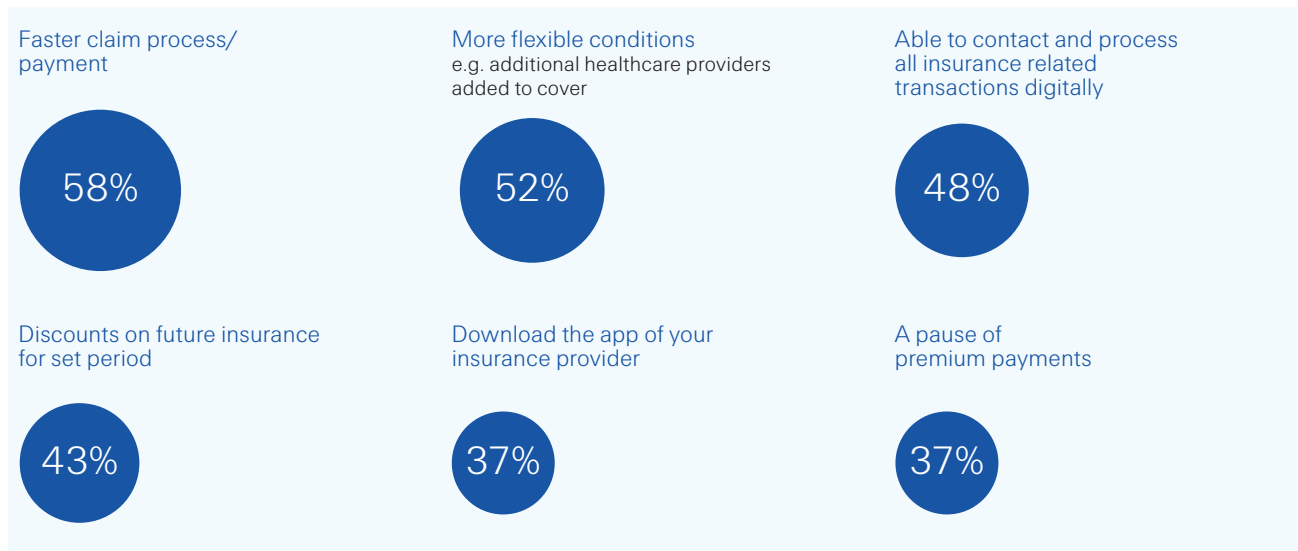 Faster claim process/
payment
58%
More flexible conditions
e.g. additional healthcare providers
added to cover
52%
Able to contact and process
all insurance related
transactions digitally
48%
Discounts on future insurance
for set period
43%
Download the app of your
insurance provider
37%
A pause of
premium payments
37%